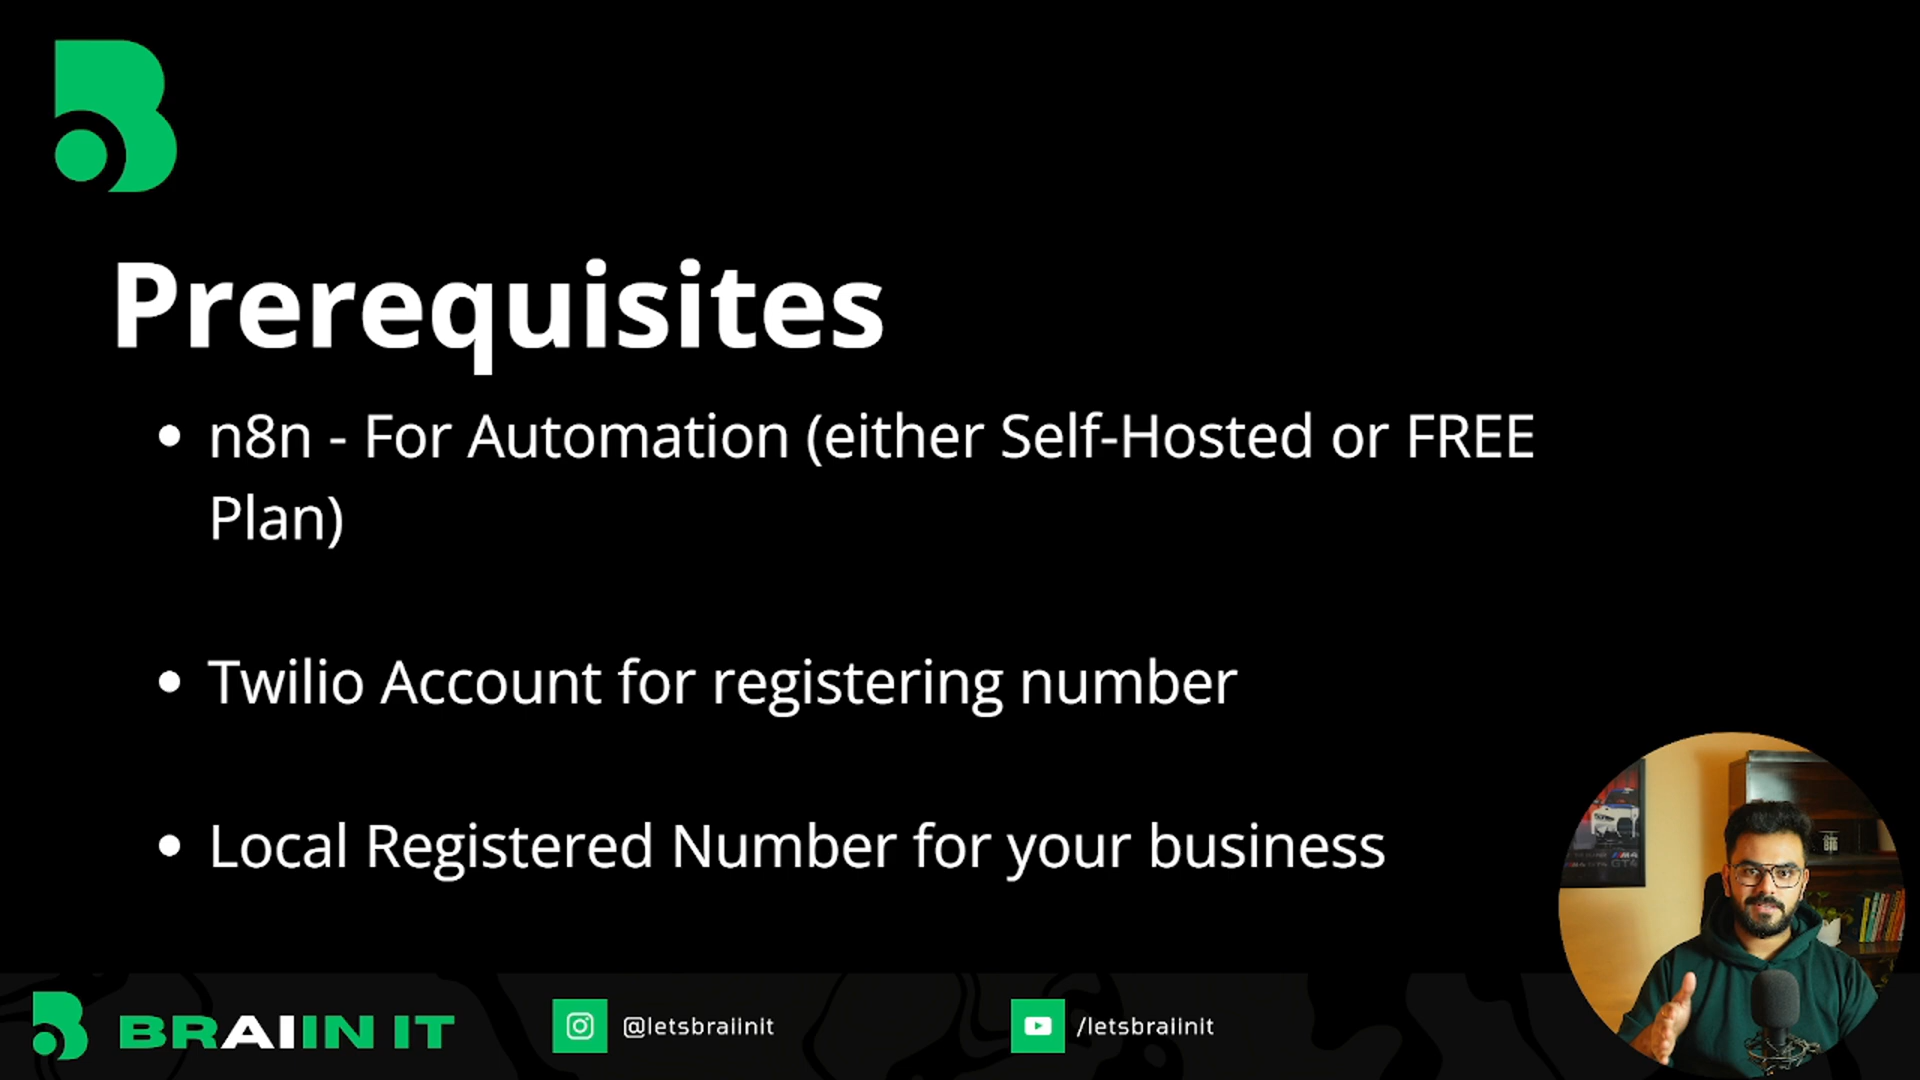 Prerequisites
• n8n - For Automation (either Self-Hosted or FREE
Plan)
• Twilio Account for registering number
• Local Registered Number for your business
BRAIIN IT
@letsbraiinit
/letsbraiinit